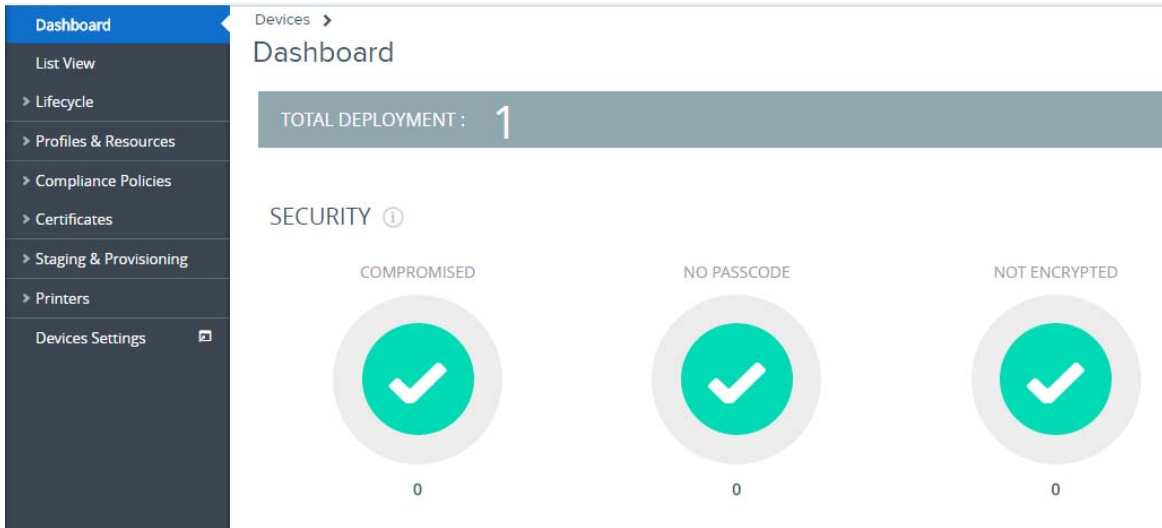 Dashboard
List View
Lifecycle
Profiles & Resources
Compliance Policies
Certificates
Staging & Provisioning
Printers
Devices Settings
Devices
Dashboard
TOTAL DEPLOYMENT : 1
SECURITY
COMPROMISED NO PASSCODE NOT ENCRYPTED
0 0 0